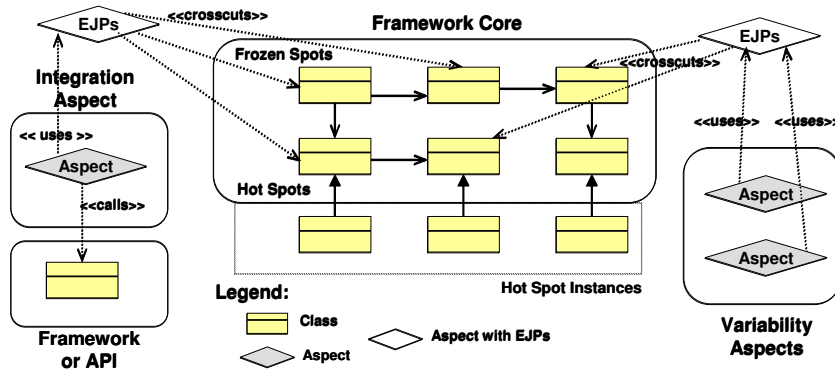 <<crosscuts>>
Framework Core
EJPs
EJPs
Frozen Spots
<<crosscuts>>
Integration
Aspect
<< uses >>
Aspect
<<calls>>
Hot Spots
<<uses>>
<<uses>>
Aspect
Aspect
Hot Spot Instances
Framework
or API
Legend:
Class
Aspect
Aspect with EJPs
Variability
Aspects